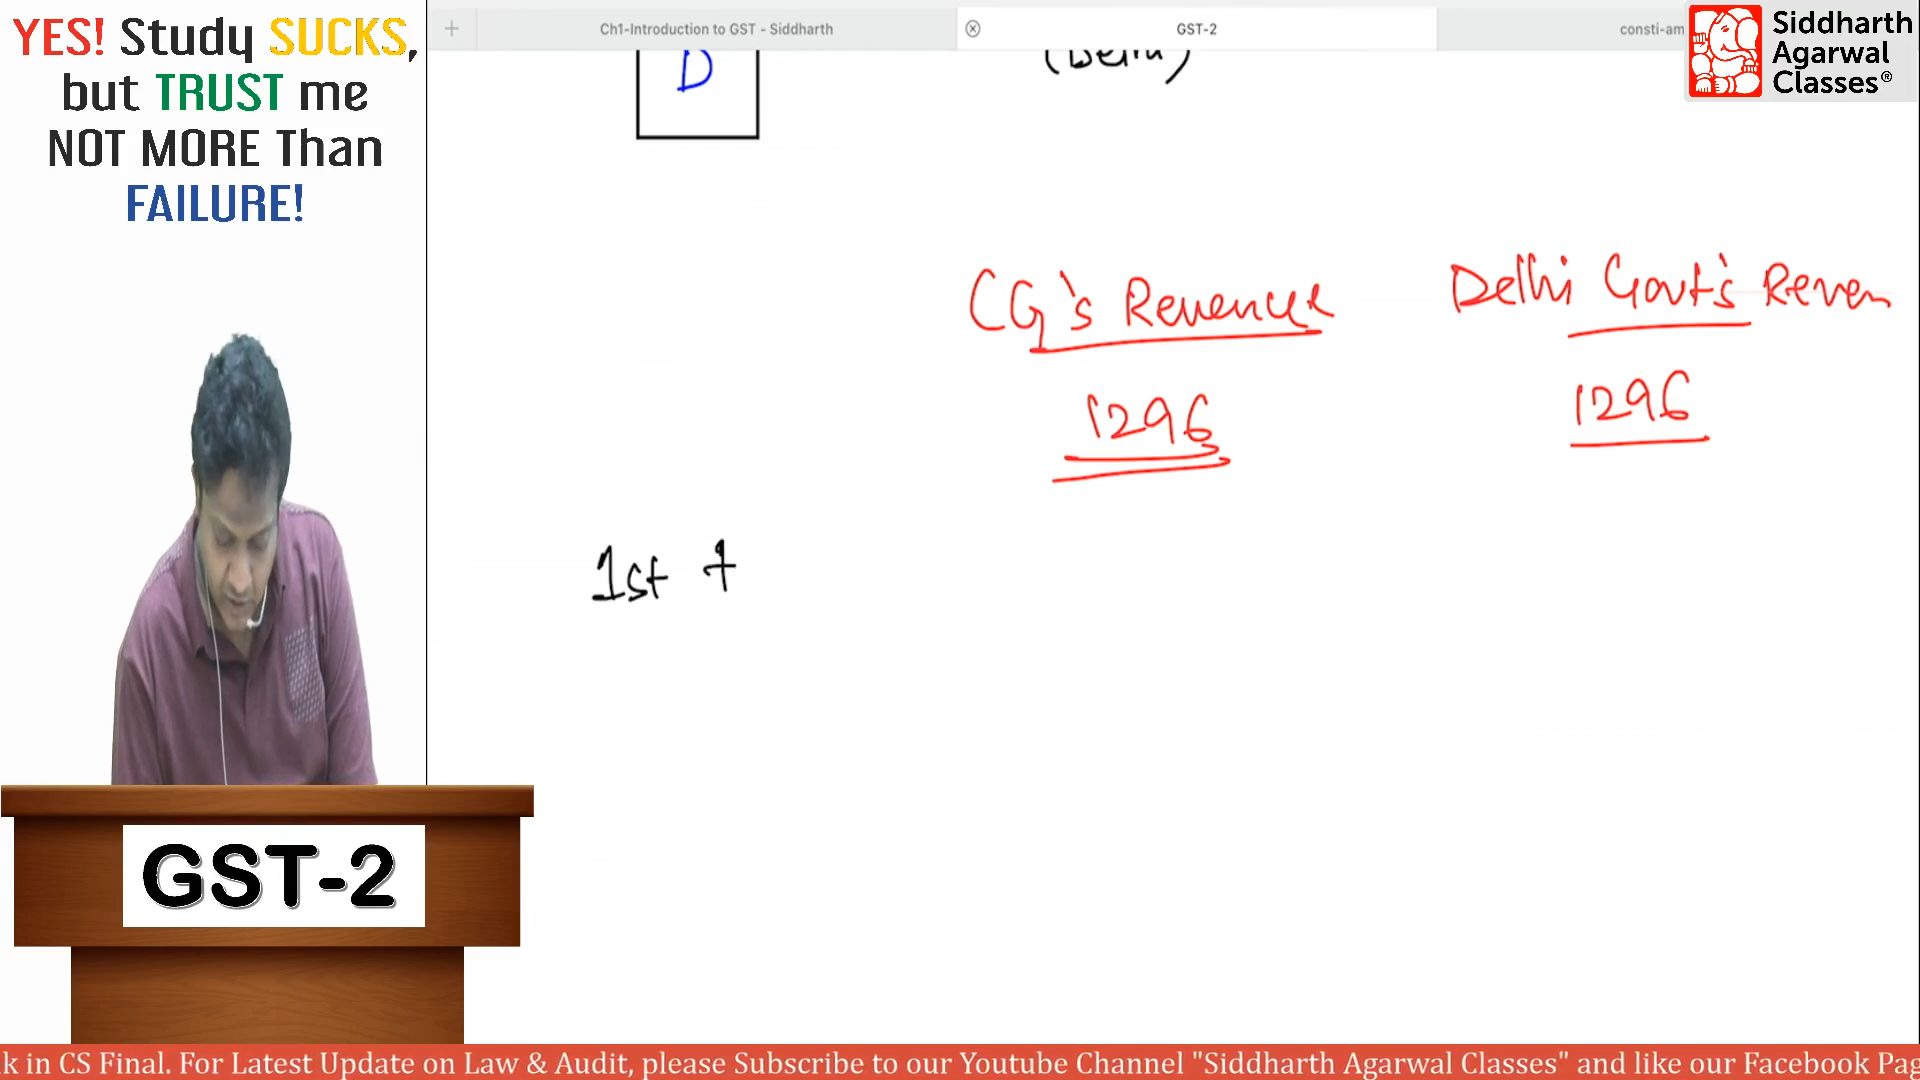 YES! Study SUCKS,
but TRUST me
NOT MORE Than
FAILURE!
Ch1-Introduction to GST - Siddharth
GST-2
consti-am
Siddharth
Agarwal
Classes®
D
(Delhi)
CG's Revenue
Delhi Govt's Reven
1296
1296
1st t
GST-2
k in CS Final. For Latest Update on Law & Audit, please Subscribe to our Youtube Channel "Siddharth Agarwal Classes" and like our Facebook Pag